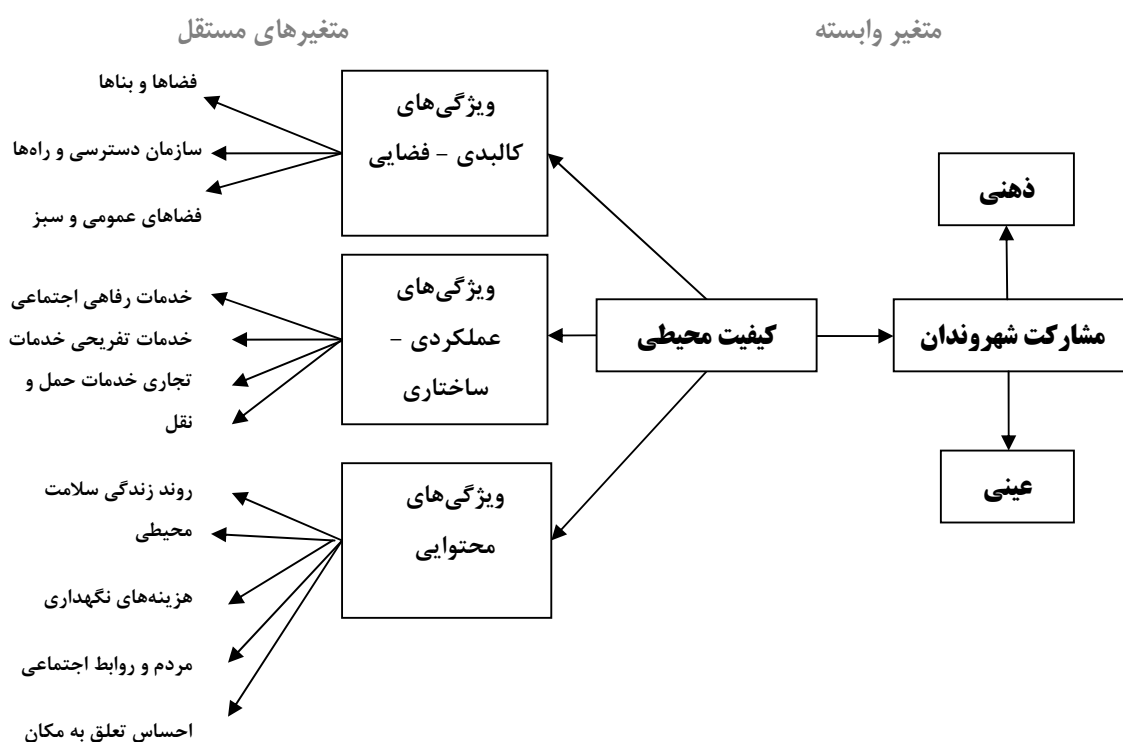 متغیر وابسته
متغیرهای مستقل
ذهنی
مشارکت شهروندان
عینی
کیفیت محیطی
ویژگی‌های
کالبدی - فضایی
فضاها و بناها
سازمان دسترسی و راه‌ها
فضاهای عمومی و سبز
ویژگی‌های
عملکردی -
ساختاری
خدمات رفاهی اجتماعی
خدمات تفریحی خدمات
تجاری خدمات حمل و
نقل
ویژگی‌های
محتوایی
روند زندگی سلامت
محیطی
هزینه‌های نگهداری
مردم و روابط اجتماعی
احساس تعلق به مکان